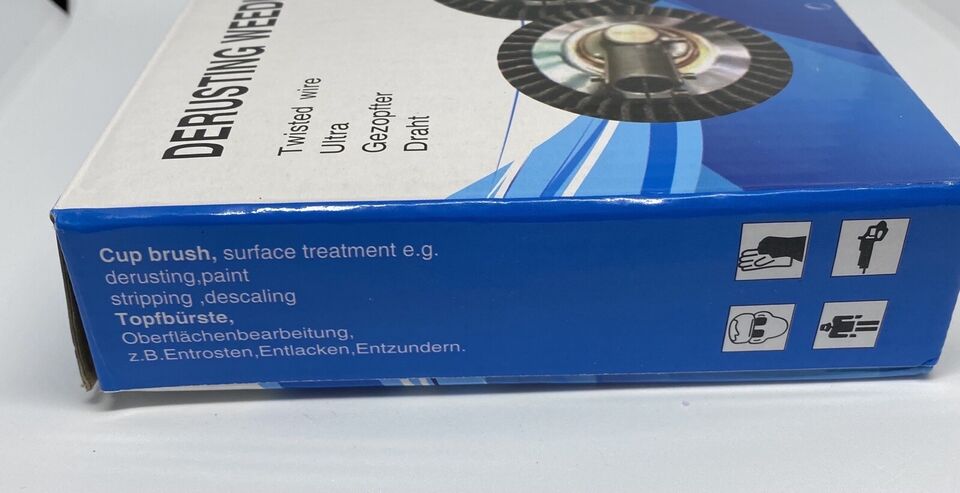 DERUSTING WEED
Twisted wire
Ultra
Gezopfter
Draht
Cup brush, surface treatment e.g.
derusting,paint
stripping ,descaling
Topfbürste,
Oberflächenbearbeitung,
z.B.Entrosten,Entlacken,Entzundern.